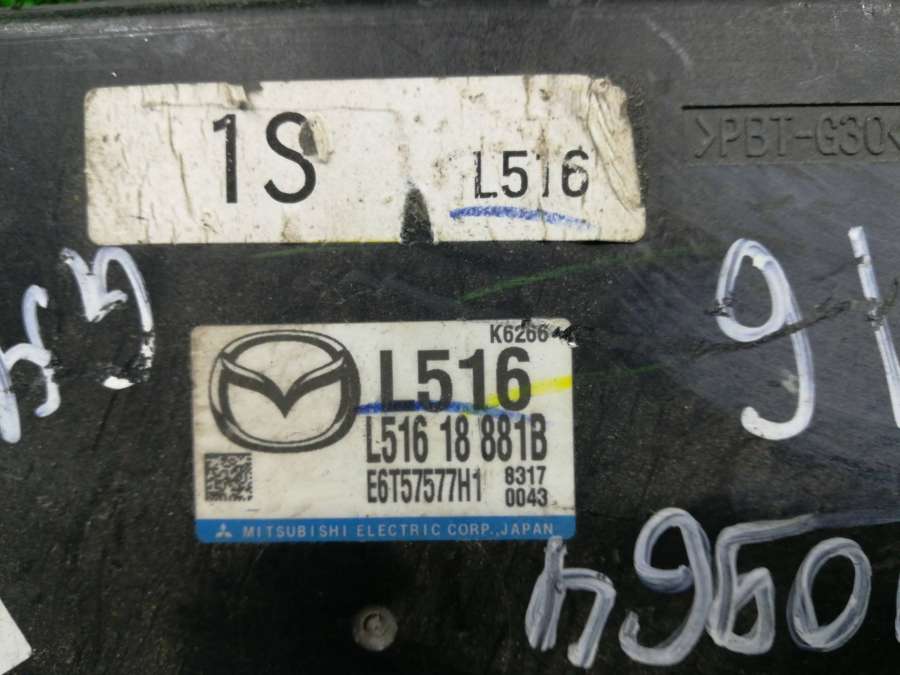 1S
L516
>PBT-G30<
K6266
L516
L516 18 881B
E6T57577H1
8317
0043
MITSUBISHI ELECTRIC CORP., JAPAN